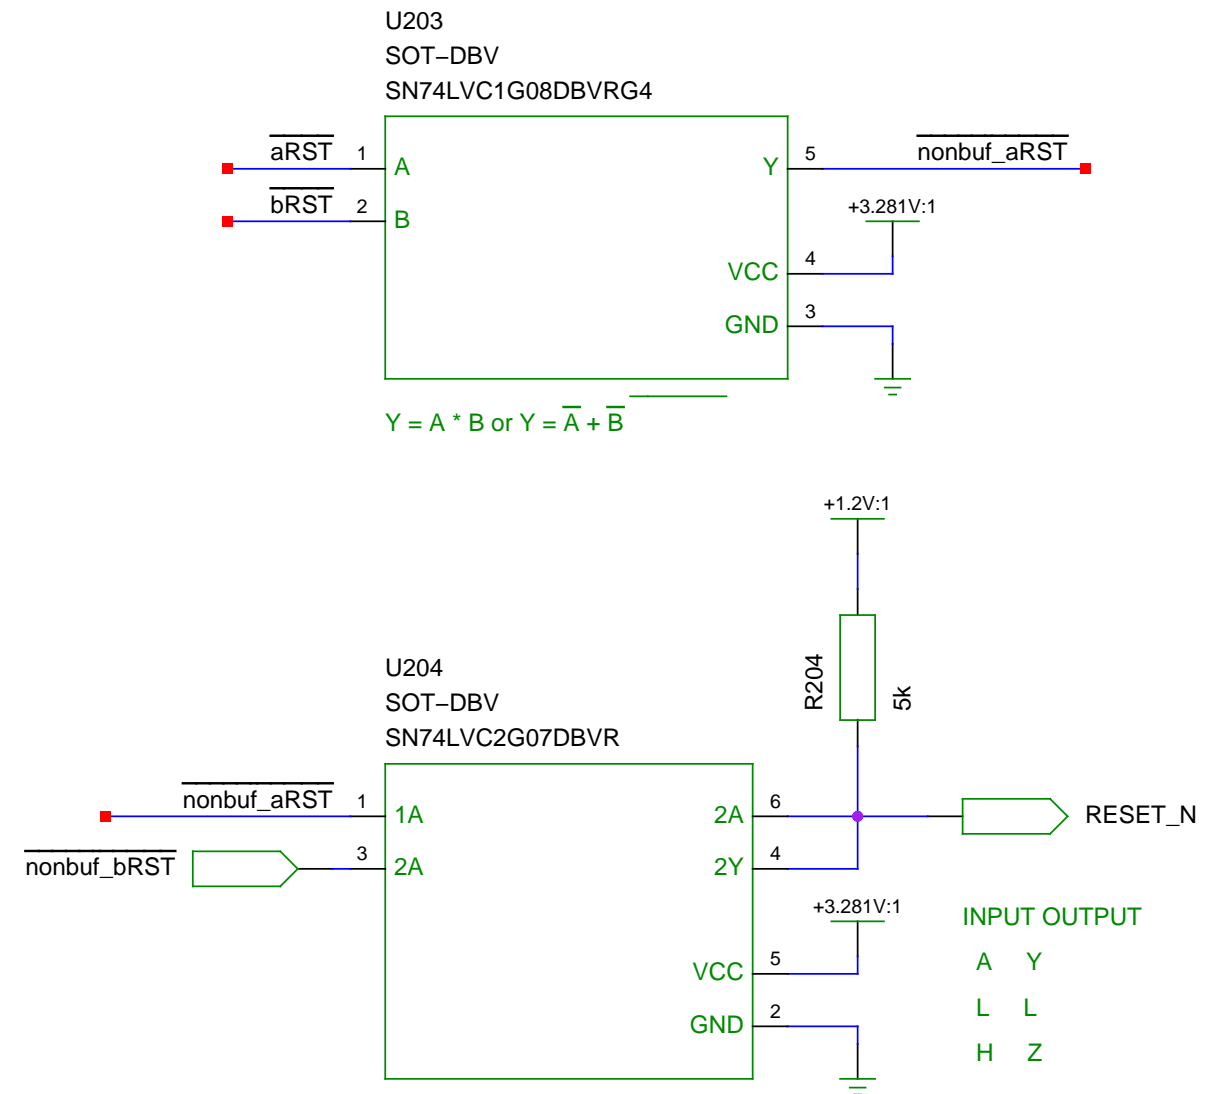 U203
SOT–DBV
SN74LVC1G08DBVRG4
aRST 1 A Y 5 nonbuf_aRST
bRST 2 B +3.281V:1
VCC 4
GND 3
Y = A * B or Y = A̅ + B̅
+1.2V:1
R204 5k
U204
SOT–DBV
SN74LVC2G07DBVR
nonbuf_aRST 1 1A 2A 6 RESET_N
nonbuf_bRST 3 2A 2Y 4
+3.281V:1 INPUT OUTPUT
A Y
VCC 5
L L
GND 2
H Z